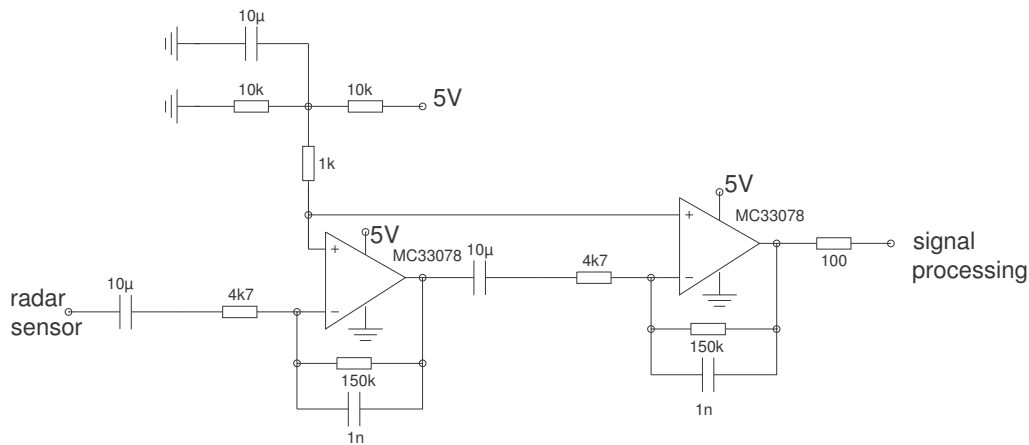 10µ
10k
10k
5V
1k
5V
MC33078
5V
MC33078
10µ
4k7
signal
processing
100
radar
sensor
10µ
4k7
150k
1n
150k
1n